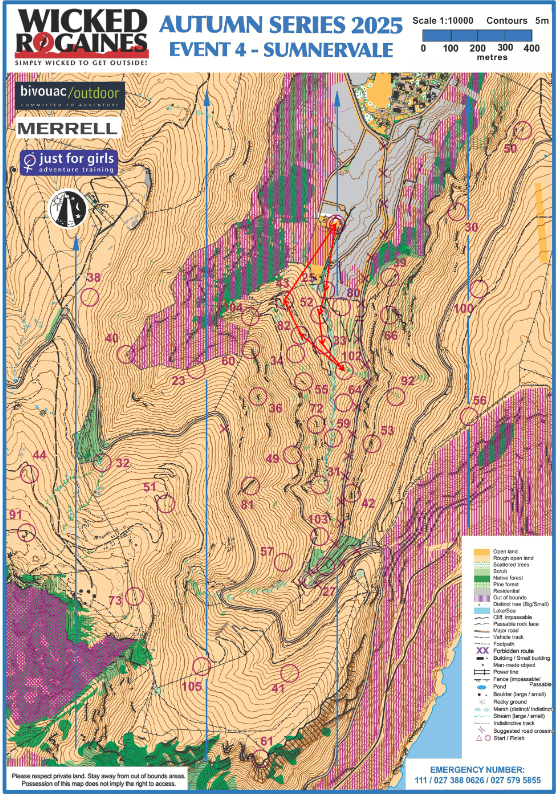 WICKED
ROGAINES
SIMPLY WICKED TO GET OUTSIDE!
AUTUMN SERIES 2025
EVENT 4 - SUMNERVALE
Scale 1:10000 Contours 5m
0 100 200 300 400
metres
bivouac/outdoor
COMMITTED TO ADVENTURE
MERRELL
just for girls
adventure training
50
30
39
100
38
43
25
52
80
104
82
33
66
40
60
34
102
23
55
64
92
36
72
56
59
53
44
32
49
31
51
81
42
91
103
57
27
73
105
41
61
Open land
Rough open land
Scattered trees
Scrub
Native forest
Pine forest
Residential
Out of bounds
Distinct tree (Big/Small)
Lake/Sea
Cliff impassable
Passable rock face
Major road
Vehicle track
Footpath
XX Forbidden route
Building / Small building
Man-made object
Power line
Fence (impassable/
Passable
Pond
Boulder (large / small)
Rocky ground
Marsh (distinct/ indistinct
Stream (large / small)
Indistinctive track
Suggested road crossing
Start / Finish
Please respect private land. Stay away from out of bounds areas.
Possession of this map does not imply the right to access.
EMERGENCY NUMBER:
111 / 027 388 0626 / 027 579 5855